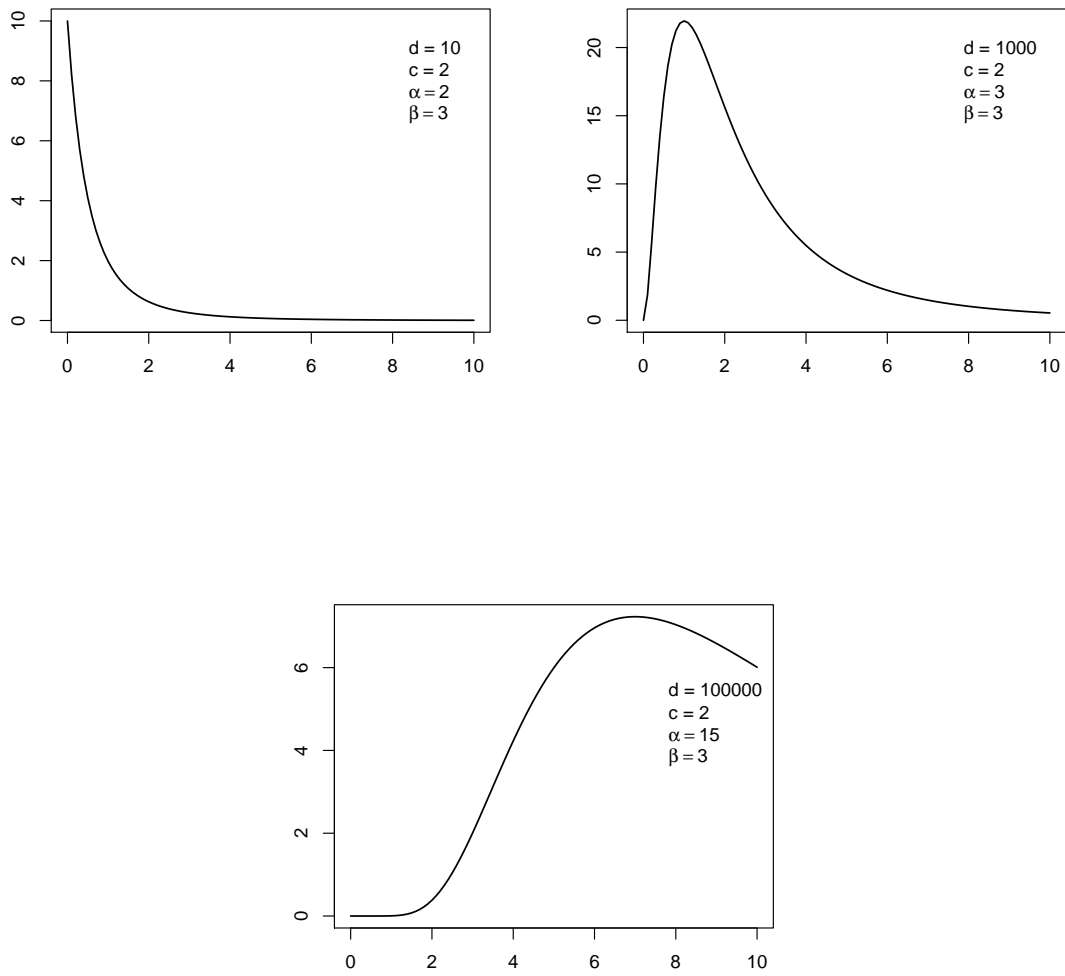 10
8
6
4
2
0
d = 10
c = 2
α = 2
β = 3
0 2 4 6 8 10
20
15
10
5
0
d = 1000
c = 2
α = 3
β = 3
0 2 4 6 8 10
6
4
2
0
d = 100000
c = 2
α = 15
β = 3
0 2 4 6 8 10